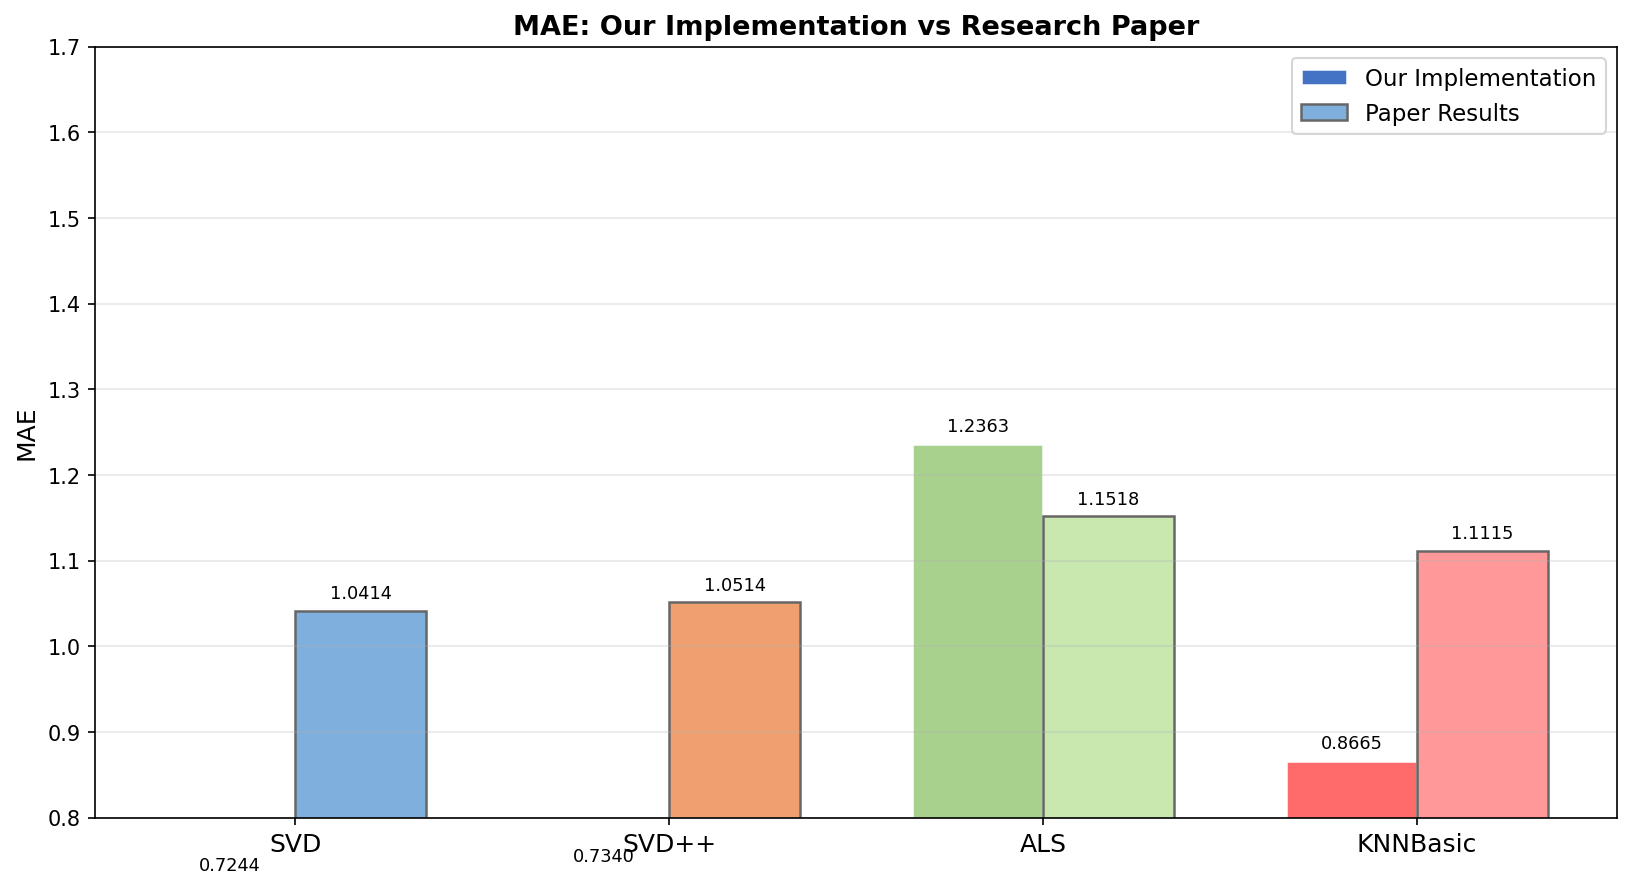 MAE: Our Implementation vs Research Paper
Our Implementation
Paper Results
MAE
1.7
1.6
1.5
1.4
1.3
1.2
1.1
1.0
0.9
0.8
1.0414
1.0514
1.2363
1.1518
0.8665
1.1115
SVD
SVD++
ALS
KNNBasic
0.7244
0.7340